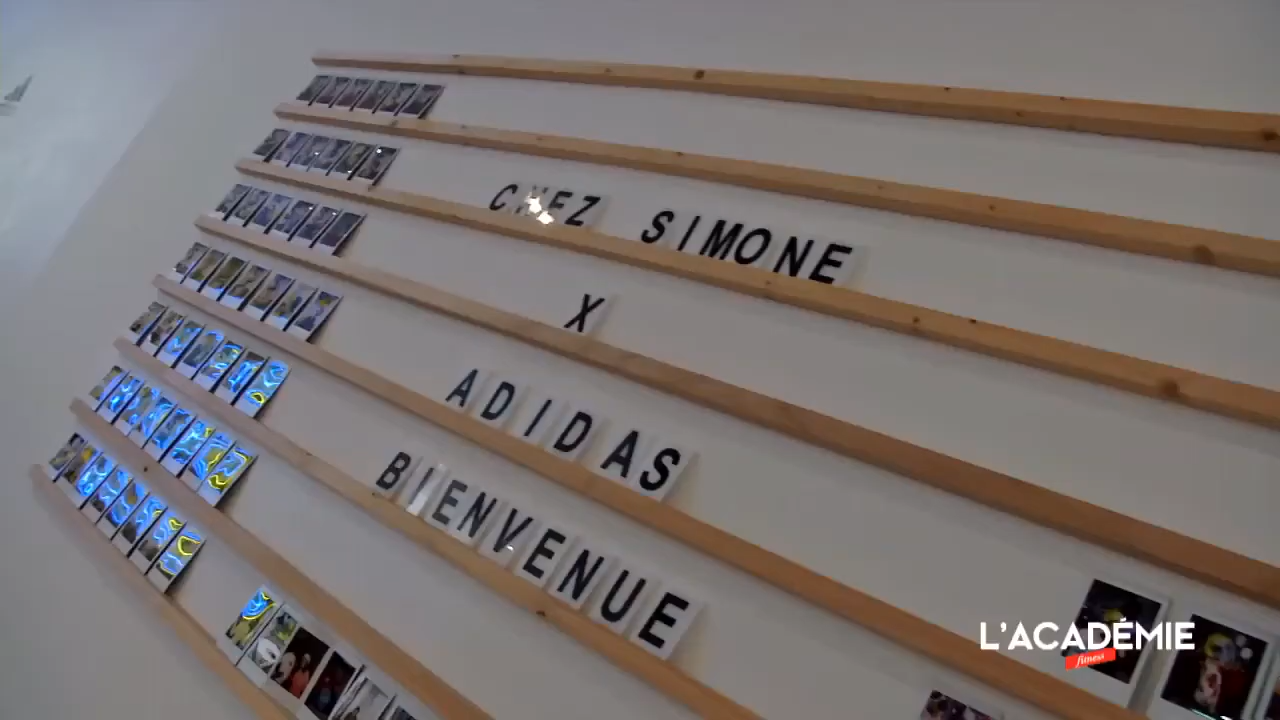 CHEZ SIMONE
X
ADIDAS
BIENVENUE
L'ACADÉMIE
fitness